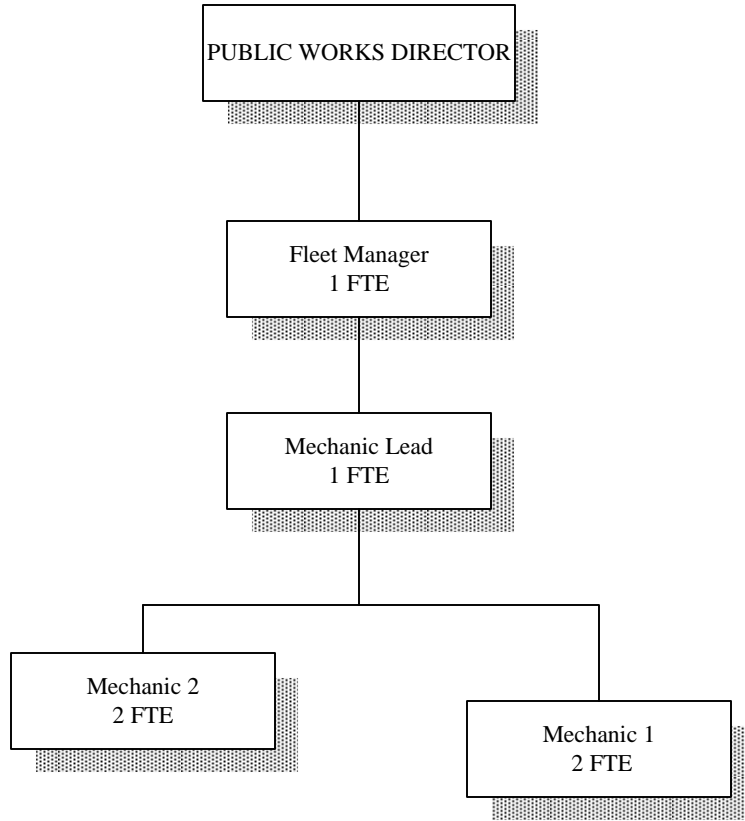 PUBLIC WORKS DIRECTOR
Fleet Manager
1 FTE
Mechanic Lead
1 FTE
Mechanic 2
2 FTE
Mechanic 1
2 FTE